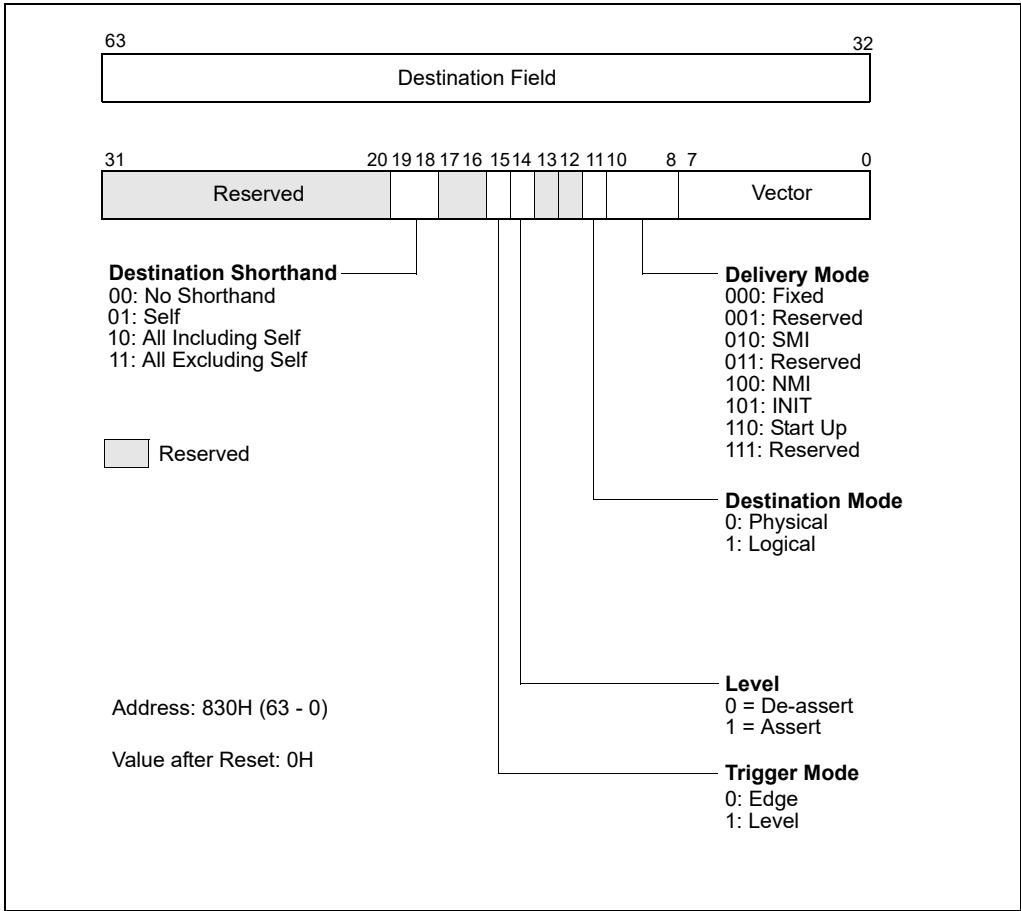 63 32
Destination Field
31 20 19 18 17 16 15 14 13 12 11 10 8 7 0
Reserved Vector
Destination Shorthand
00: No Shorthand
01: Self
10: All Including Self
11: All Excluding Self
Reserved
Delivery Mode
000: Fixed
001: Reserved
010: SMI
011: Reserved
100: NMI
101: INIT
110: Start Up
111: Reserved
Destination Mode
0: Physical
1: Logical
Address: 830H (63 - 0)
Value after Reset: 0H
Level
0 = De-assert
1 = Assert
Trigger Mode
0: Edge
1: Level